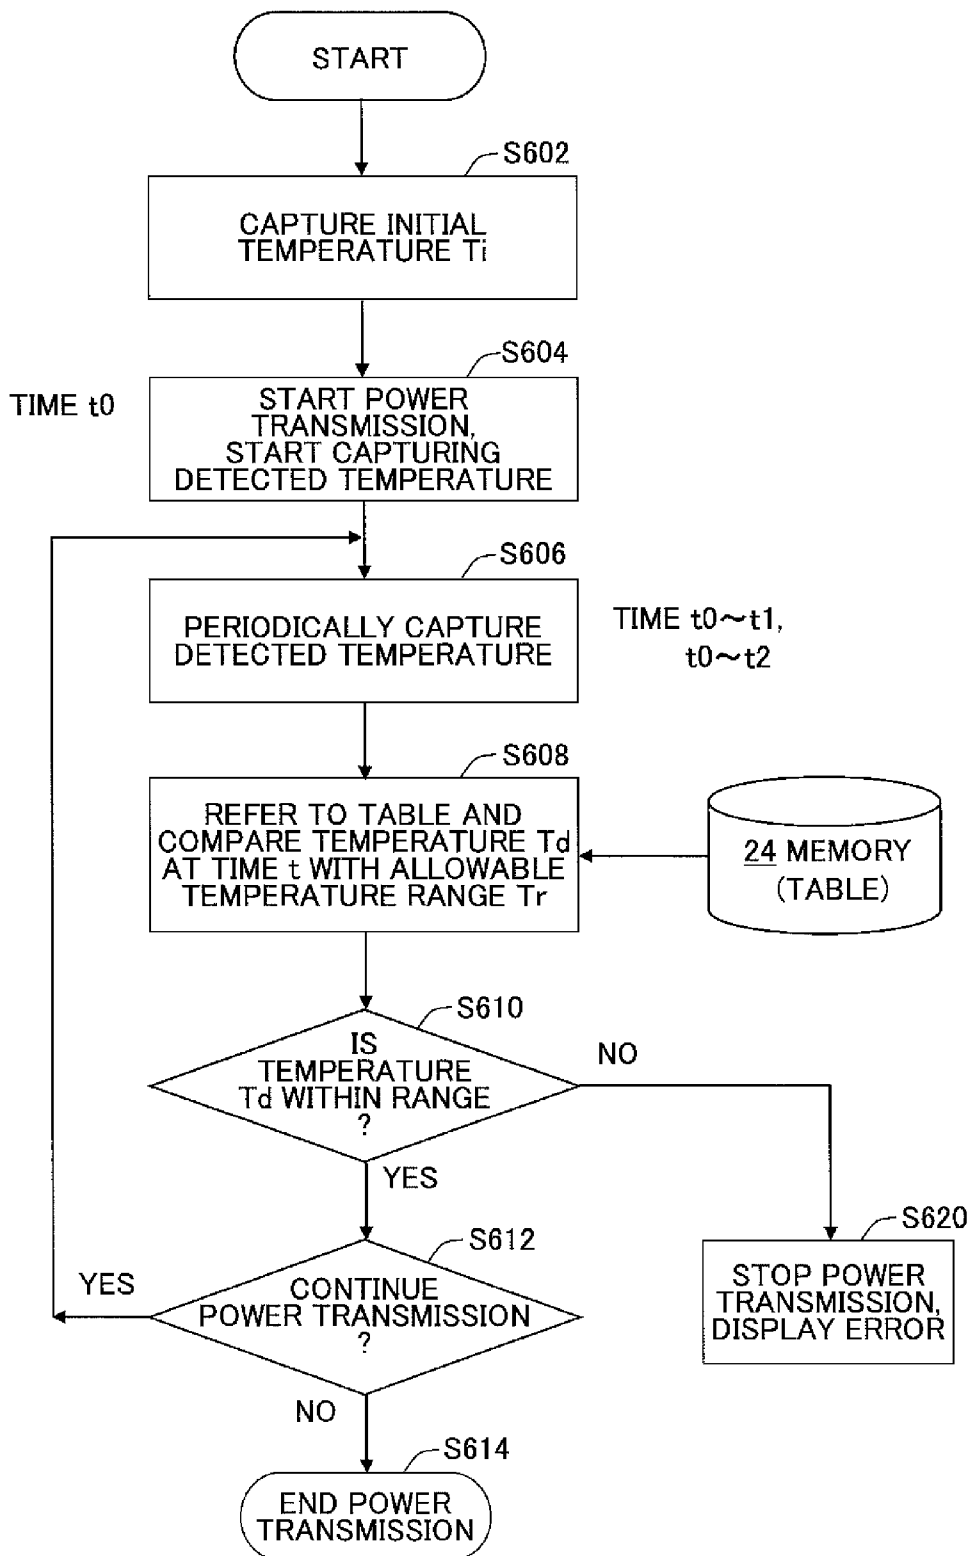 START
S602
CAPTURE INITIAL
TEMPERATURE Ti
S604
TIME t0
START POWER
TRANSMISSION,
START CAPTURING
DETECTED TEMPERATURE
S606
PERIODICALLY CAPTURE
DETECTED TEMPERATURE
TIME t0~t1,
t0~t2
S608
REFER TO TABLE AND
COMPARE TEMPERATURE Td
AT TIME t WITH ALLOWABLE
TEMPERATURE RANGE Tr
24 MEMORY
(TABLE)
S610
IS
TEMPERATURE
Td WITHIN RANGE
?
NO
YES
S612
CONTINUE
POWER TRANSMISSION
?
YES
NO
S620
STOP POWER
TRANSMISSION,
DISPLAY ERROR
S614
END POWER
TRANSMISSION